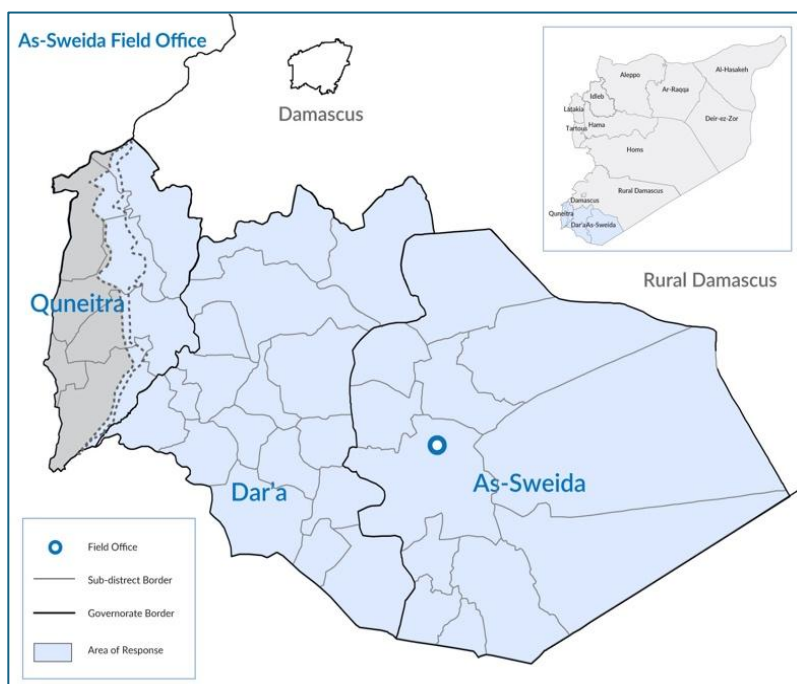 As-Sweida Field Office
Damascus
Aleppo
Al-Hasakeh
Ar-Raqqa
Idleb
Latakia
Deir-ez-Zor
Tartous
Hama
Homs
Rural Damascus
Damascus
Quneitra
Dar'a
As-Sweida
Rural Damascus
Quneitra
Dar'a
As-Sweida
Field Office
Sub-distrect Border
Governorate Border
Area of Response